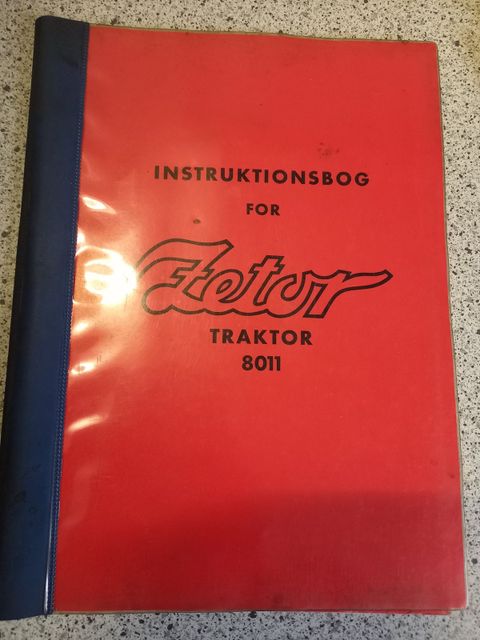 INSTRUKTIONSBOG
FOR
Zetor
TRAKTOR
8011